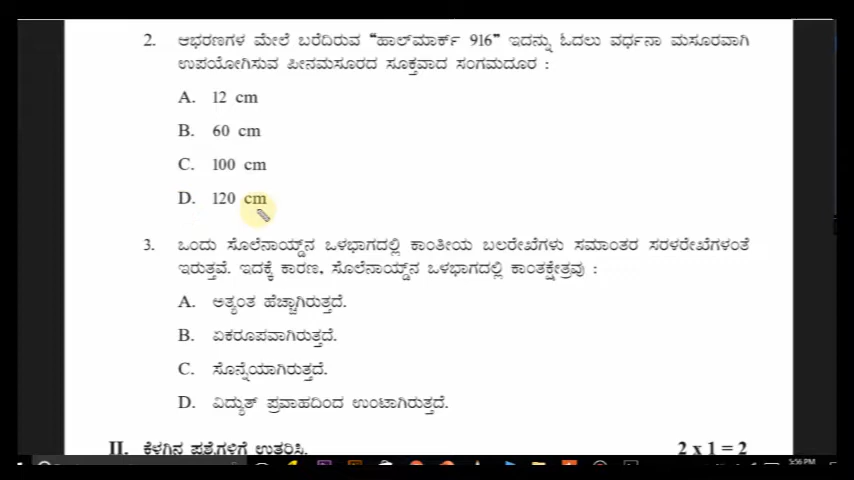 2. ಆಭರಣಗಳ ಮೇಲೆ ಬರೆದಿರುವ “ಹಾಲ್‌ಮಾರ್ಕ್ 916” ಇದನ್ನು ಓದಲು ವರ್ಧನಾ ಮಸೂರವಾಗಿ
ಉಪಯೋಗಿಸುವ ಪೀನಮಸೂರದ ಸೂಕ್ತವಾದ ಸಂಗಮದೂರ :
A. 12 cm
B. 60 cm
C. 100 cm
D. 120 cm
3. ಒಂದು ಸೊಲೆನಾಯ್ಡ್‌ನ ಒಳಭಾಗದಲ್ಲಿ ಕಾಂತೀಯ ಬಲರೇಖೆಗಳು ಸಮಾಂತರ ಸರಳರೇಖೆಗಳಂತೆ
ಇರುತ್ತವೆ. ಇದಕ್ಕೆ ಕಾರಣ, ಸೊಲೆನಾಯ್ಡ್‌ನ ಒಳಭಾಗದಲ್ಲಿ ಕಾಂತಕ್ಷೇತ್ರವು :
A. ಅತ್ಯಂತ ಹೆಚ್ಚಾಗಿರುತ್ತದೆ.
B. ಏಕರೂಪವಾಗಿರುತ್ತದೆ.
C. ಸೊನ್ನೆಯಾಗಿರುತ್ತದೆ.
D. ವಿದ್ಯುತ್ ಪ್ರವಾಹದಿಂದ ಉಂಟಾಗಿರುತ್ತದೆ.
II. ಕೆಳಗಿನ ಪ್ರಶ್ನೆಗಳಿಗೆ ಉತ್ತರಿಸಿ. 2 x 1 = 2
5:56 PM